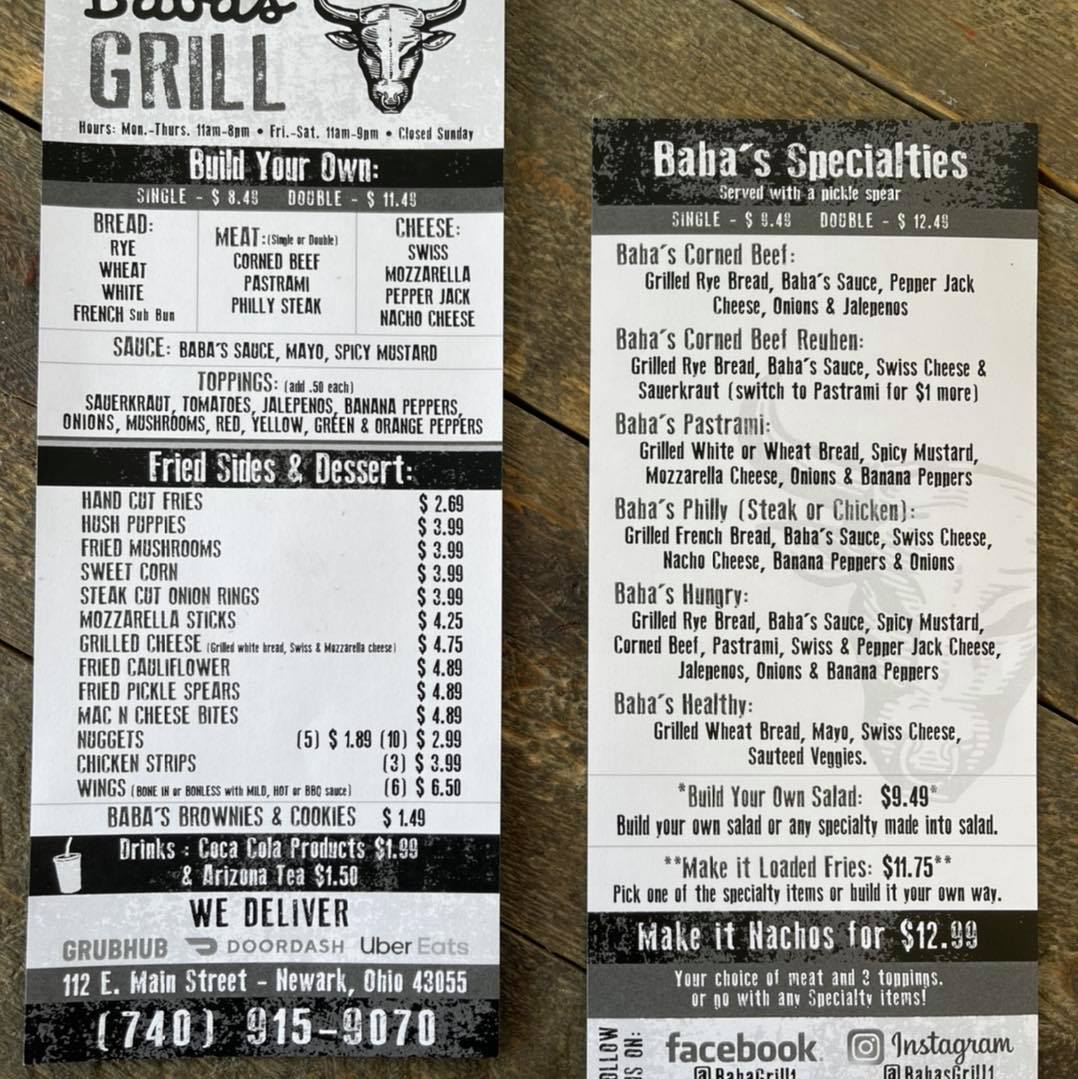 Baba's
GRILL
Hours: Mon.-Thurs. 11am-8pm • Fri.-Sat. 11am-9pm • Closed Sunday
Build Your Own:
SINGLE - $ 8.49 DOUBLE - $ 11.49
BREAD:
RYE
WHEAT
WHITE
FRENCH Sub Bun
MEAT:(Single or Double)
CORNED BEEF
PASTRAMI
PHILLY STEAK
CHEESE:
SWISS
MOZZARELLA
PEPPER JACK
NACHO CHEESE
SAUCE: BABA'S SAUCE, MAYO, SPICY MUSTARD
TOPPINGS: (add .50 each)
SAUERKRAUT, TOMATOES, JALEPENOS, BANANA PEPPERS,
ONIONS, MUSHROOMS, RED, YELLOW, GREEN & ORANGE PEPPERS
Fried Sides & Dessert:
HAND CUT FRIES $ 2.69
HUSH PUPPIES $ 3.99
FRIED MUSHROOMS $ 3.99
SWEET CORN $ 3.99
STEAK CUT ONION RINGS $ 3.99
MOZZARELLA STICKS $ 4.25
GRILLED CHEESE (Grilled white bread, Swiss & Mozzarella cheese) $ 4.75
FRIED CAULIFLOWER $ 4.89
FRIED PICKLE SPEARS $ 4.89
MAC N CHEESE BITES $ 4.89
NUGGETS (5) $ 1.89 (10) $ 2.99
CHICKEN STRIPS (3) $ 3.99
WINGS (BONE IN or BONLESS with MILD, HOT or BBQ sauce) (6) $ 6.50
BABA'S BROWNIES & COOKIES $ 1.49
Drinks : Coca Cola Products $1.99
& Arizona Tea $1.50
WE DELIVER
GRUBHUB DOORDASH Uber Eats
112 E. Main Street - Newark, Ohio 43055
(740) 915-9070
Baba's Specialties
Served with a pickle spear
SINGLE - $ 9.49 DOUBLE - $ 12.49
Baba's Corned Beef:
Grilled Rye Bread, Baba's Sauce, Pepper Jack
Cheese, Onions & Jalepenos
Baba's Corned Beef Reuben:
Grilled Rye Bread, Baba's Sauce, Swiss Cheese &
Sauerkraut (switch to Pastrami for $1 more)
Baba's Pastrami:
Grilled White or Wheat Bread, Spicy Mustard,
Mozzarella Cheese, Onions & Banana Peppers
Baba's Philly (Steak or Chicken):
Grilled French Bread, Baba's Sauce, Swiss Cheese,
Nacho Cheese, Banana Peppers & Onions
Baba's Hungry:
Grilled Rye Bread, Baba's Sauce, Spicy Mustard,
Corned Beef, Pastrami, Swiss & Pepper Jack Cheese,
Jalepenos, Onions & Banana Peppers
Baba's Healthy:
Grilled Wheat Bread, Mayo, Swiss Cheese,
Sauteed Veggies.
*Build Your Own Salad: $9.49*
Build your own salad or any specialty made into salad.
**Make it Loaded Fries: $11.75**
Pick one of the specialty items or build it your own way.
Make it Nachos for $12.99
Your choice of meat and 3 toppings.
or go with any Specialty items!
facebook Instagram
@BabaGrill1 @BabasGrill1